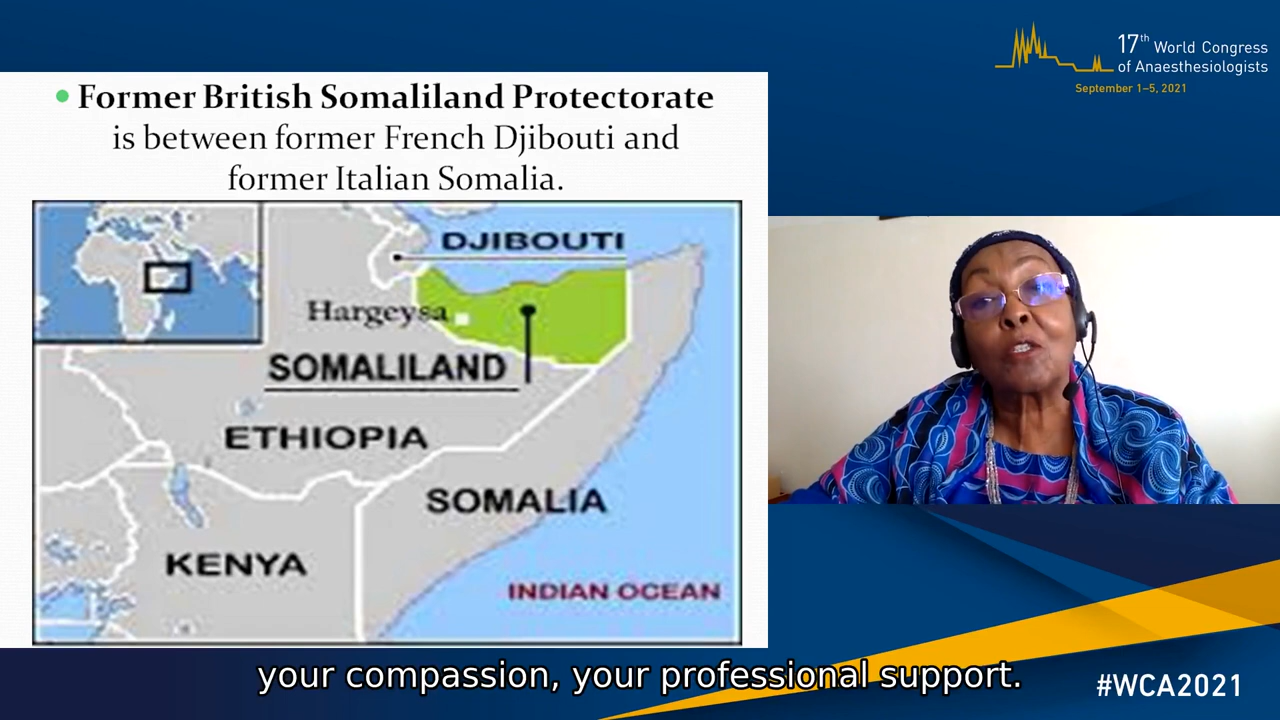 • Former British Somaliland Protectorate
is between former French Djibouti and
former Italian Somalia.
DJIBOUTI
Hargeysa
SOMALILAND
ETHIOPIA
SOMALIA
KENYA
INDIAN OCEAN
17th World Congress
of Anaesthesiologists
September 1–5, 2021
your compassion, your professional support.
#WCA2021